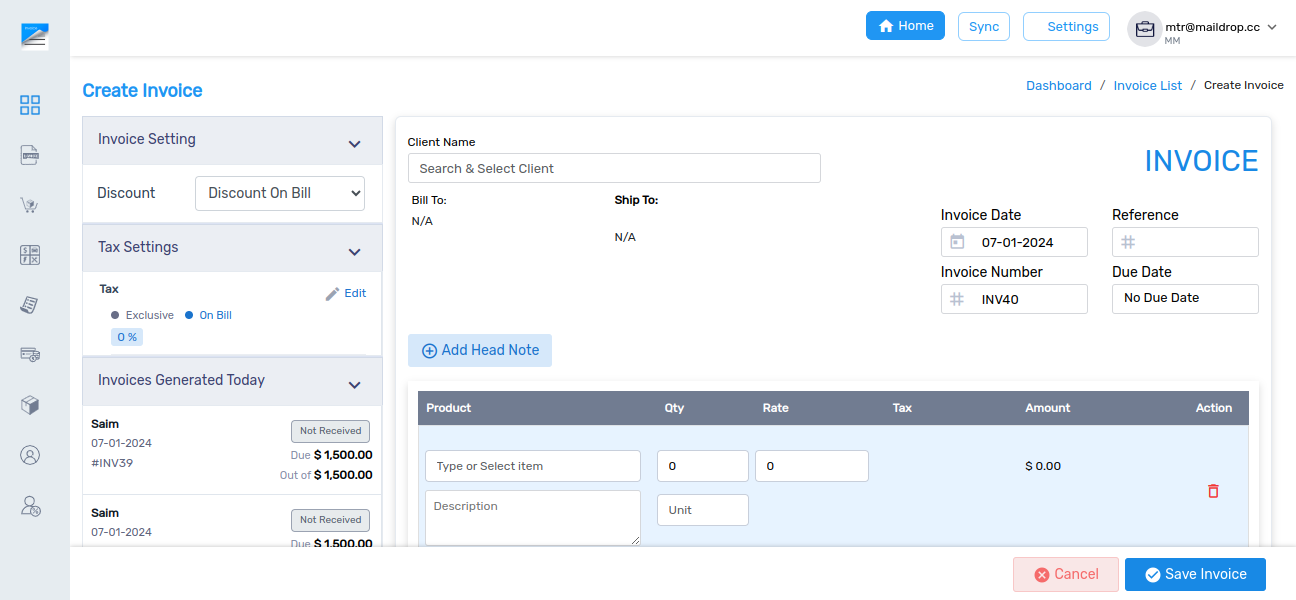 Home
Sync
Settings
mtr@maildrop.cc
MM
Create Invoice
Dashboard / Invoice List / Create Invoice
Invoice Setting
Discount
Discount On Bill
Tax Settings
Tax
Edit
Exclusive
On Bill
0 %
Invoices Generated Today
Saim
Not Received
07-01-2024
Due $ 1,500.00
#INV39
Out of $ 1,500.00
Saim
Not Received
07-01-2024
Due $ 1,500.00
Client Name
Search & Select Client
INVOICE
Bill To:
Ship To:
N/A
N/A
Invoice Date
Reference
07-01-2024
Invoice Number
Due Date
INV40
No Due Date
Add Head Note
Product Qty Rate Tax Amount Action
Type or Select item
0
0
$ 0.00
Description
Unit
Cancel
Save Invoice